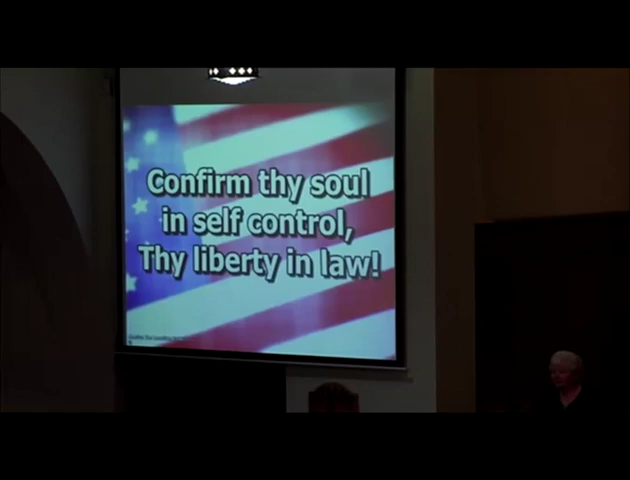 Confirm thy soul
in self control,
Thy liberty in law!